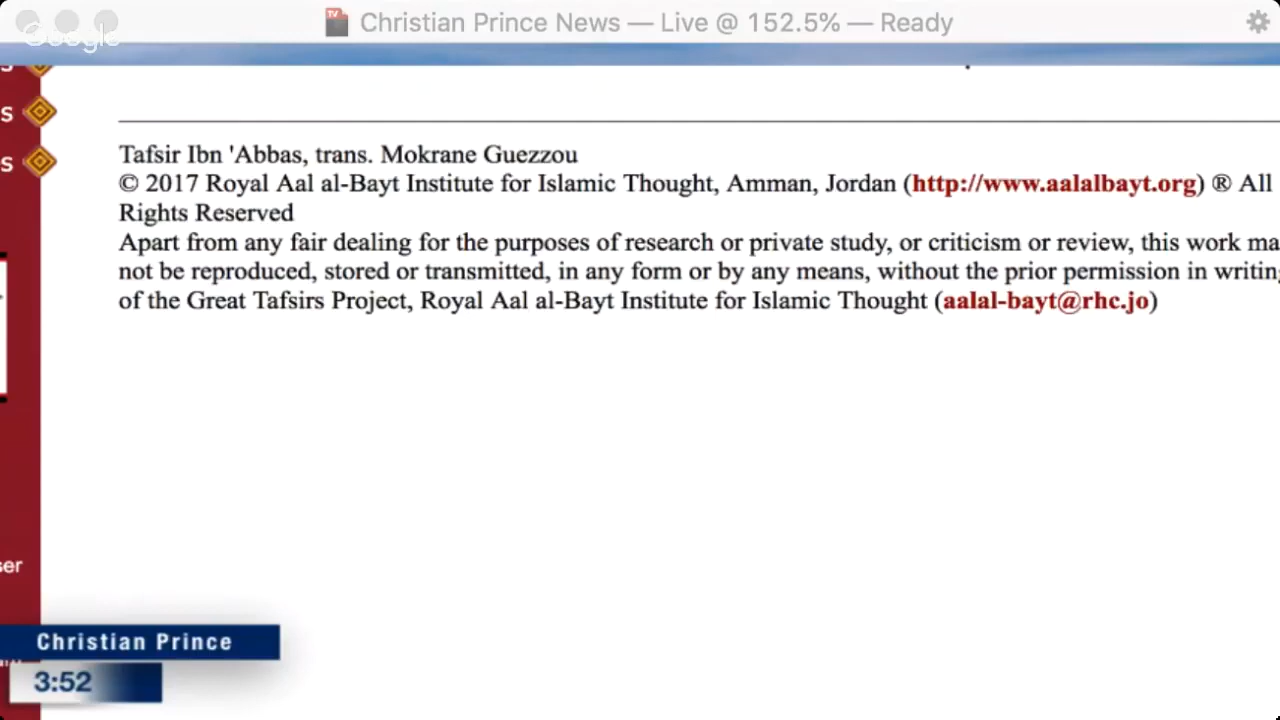 Christian Prince News — Live @ 152.5% — Ready
Google
Tafsir Ibn 'Abbas, trans. Mokrane Guezzou
© 2017 Royal Aal al-Bayt Institute for Islamic Thought, Amman, Jordan (http://www.aalalbayt.org) ® All
Rights Reserved
Apart from any fair dealing for the purposes of research or private study, or criticism or review, this work ma
not be reproduced, stored or transmitted, in any form or by any means, without the prior permission in writing
of the Great Tafsirs Project, Royal Aal al-Bayt Institute for Islamic Thought (aalal-bayt@rhc.jo)
s
s
ser
Christian Prince
3:52